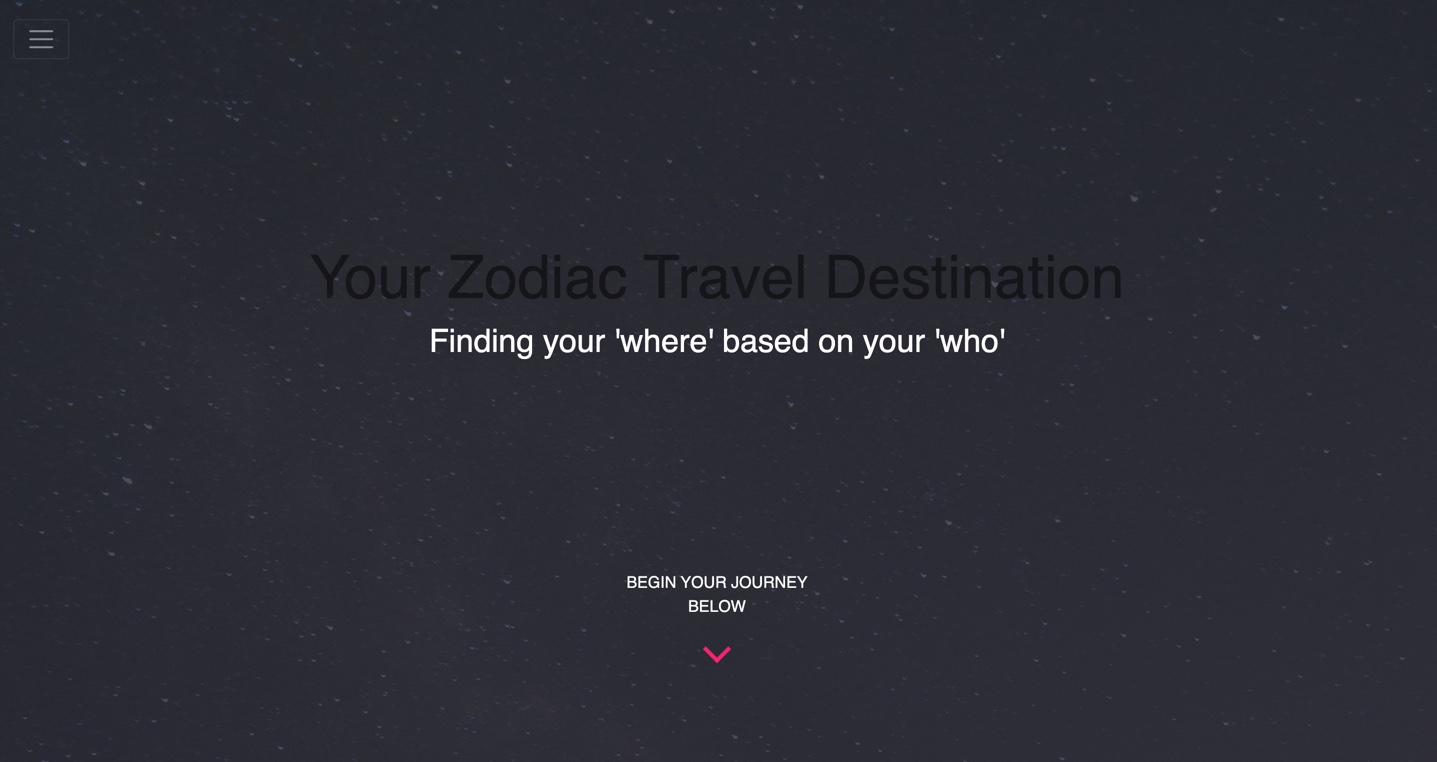 Your Zodiac Travel Destination
Finding your 'where' based on your 'who'
BEGIN YOUR JOURNEY
BELOW